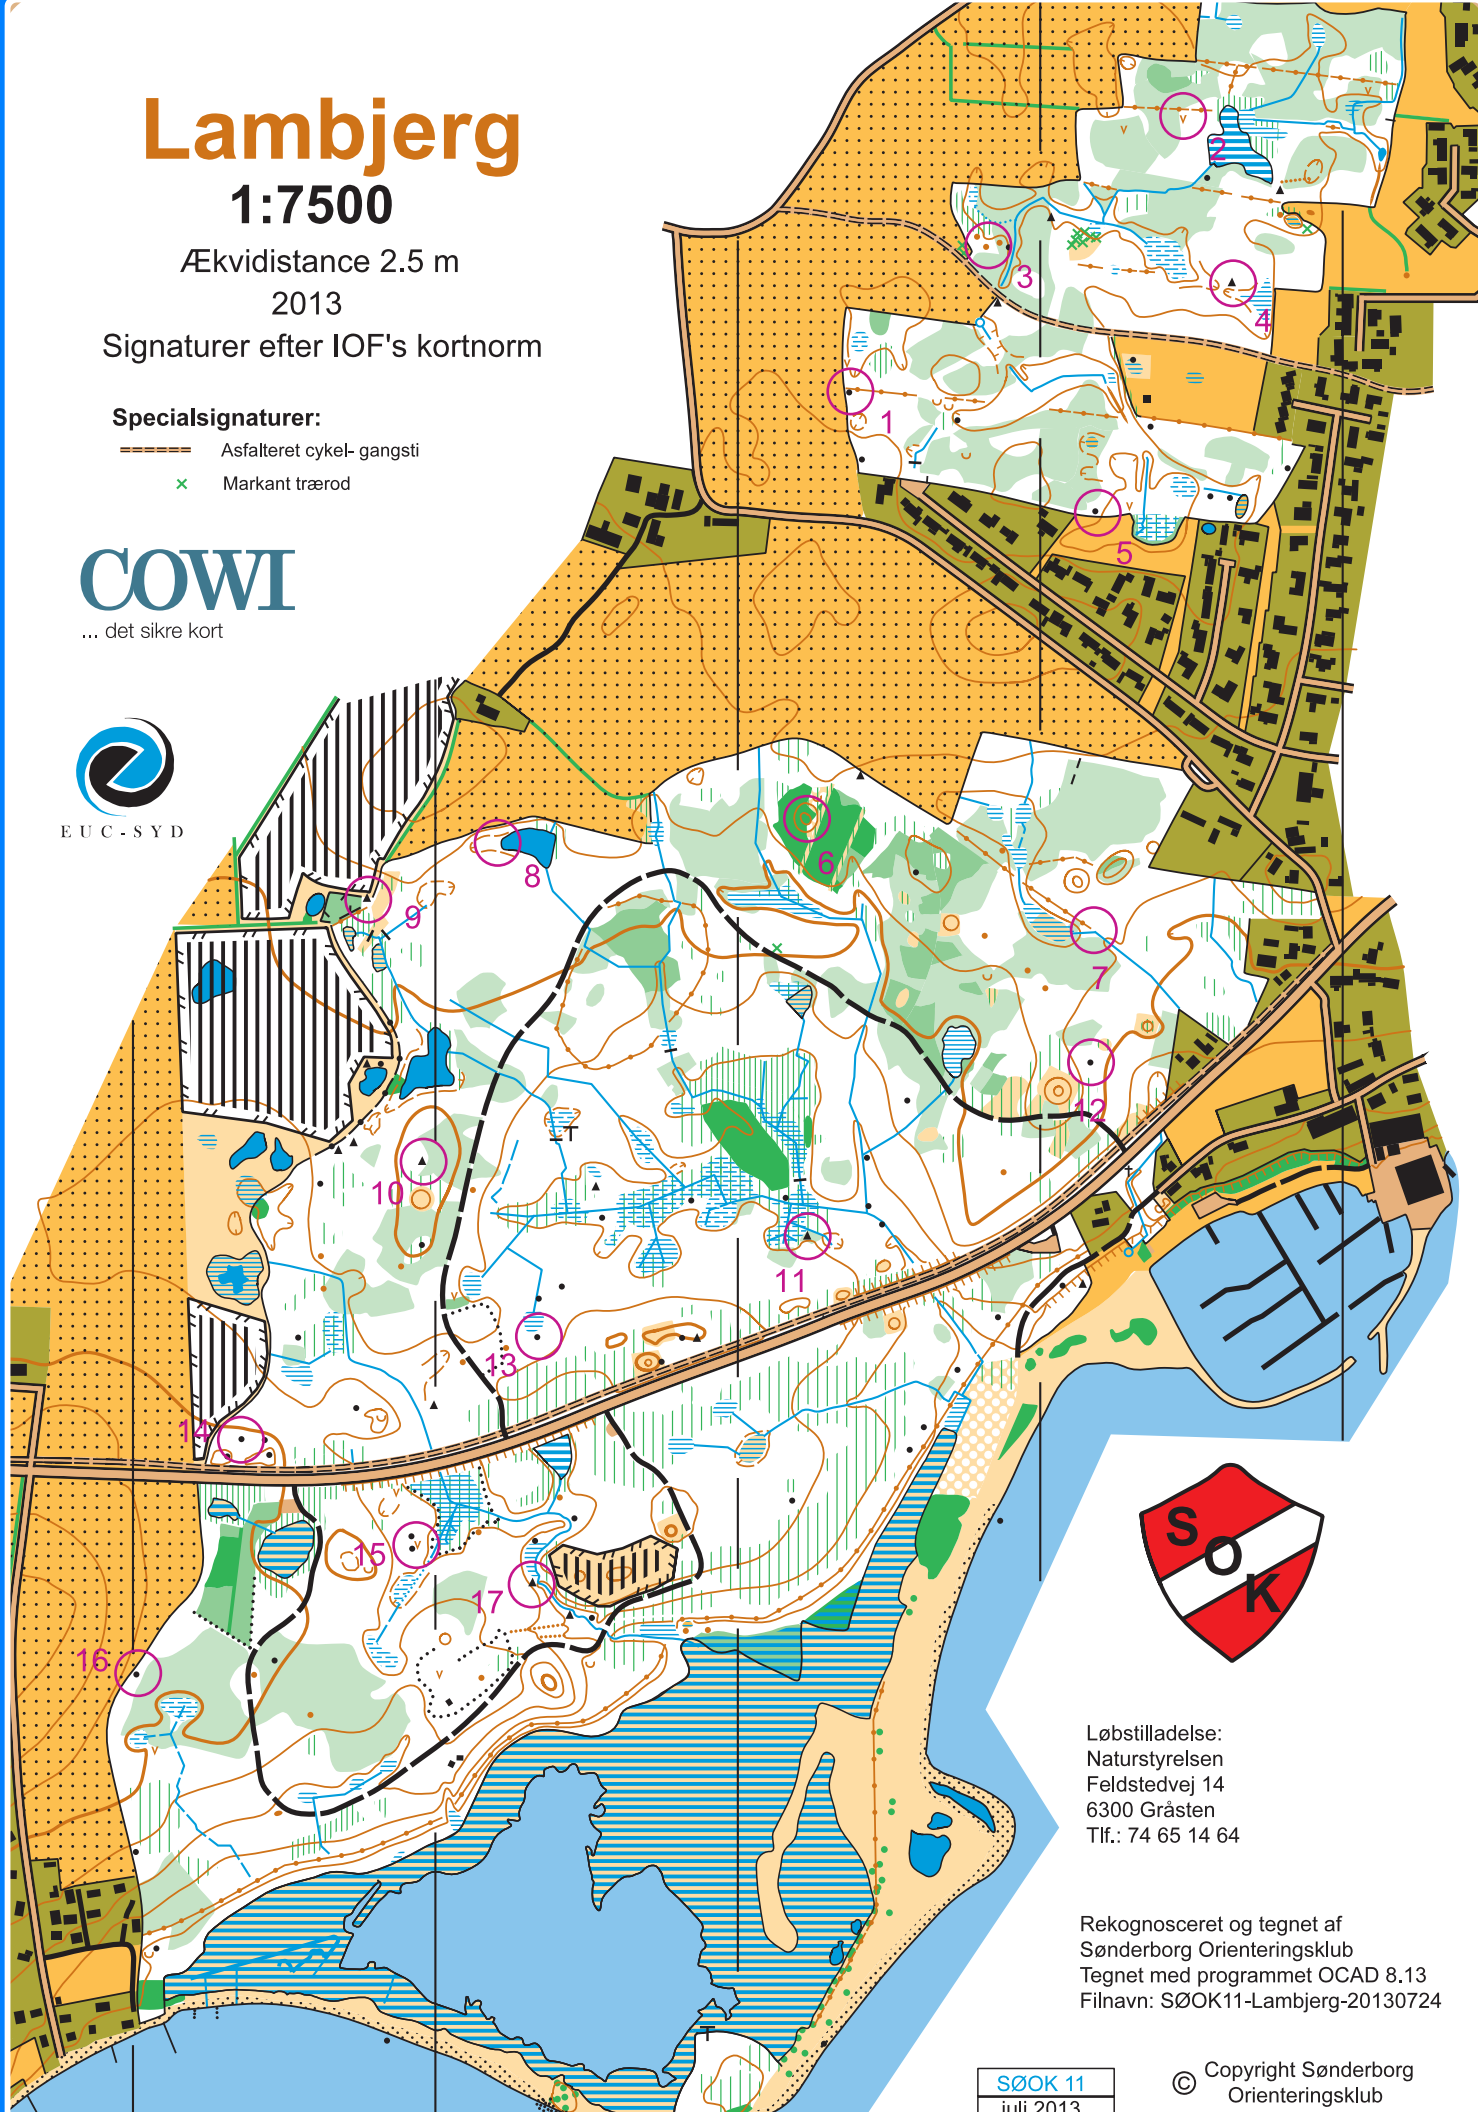 Lambjerg
1:7500
Ækvidistance 2.5 m
2013
Signaturer efter IOF's kortnorm
Specialsignaturer:
Asfalteret cykel- gangsti
Markant trærod
COWI
... det sikre kort
EUC-SYD
2
3
4
1
5
6
8
9
7
12
10
11
13
14
15
17
16
S
O
K
Løbstilladelse:
Naturstyrelsen
Feldstedvej 14
6300 Gråsten
Tlf.: 74 65 14 64
Rekognosceret og tegnet af
Sønderborg Orienteringsklub
Tegnet med programmet OCAD 8.13
Filnavn: SØOK11-Lambjerg-20130724
SØOK 11
juli 2013
© Copyright Sønderborg
Orienteringsklub